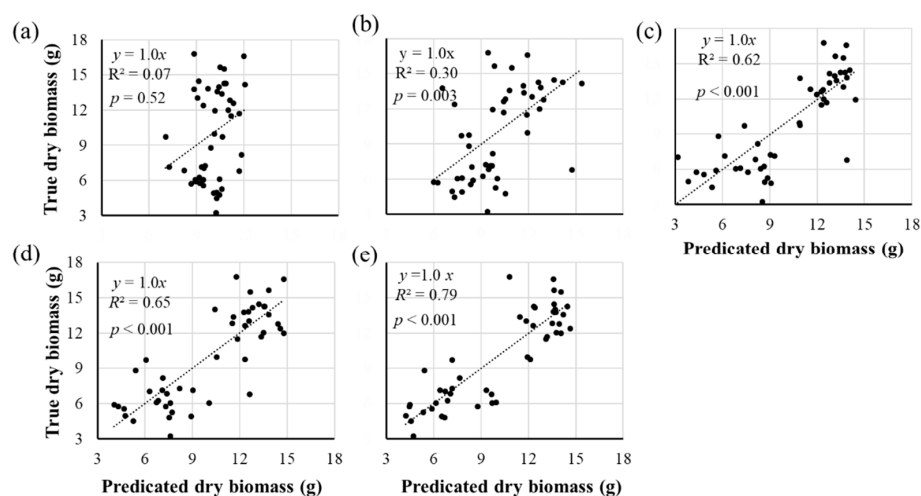 (a)
y = 1.0x
R² = 0.07
p = 0.52
True dry biomass (g)
18
15
12
9
6
3
(b)
y = 1.0x
R² = 0.30
p = 0.003
(c)
y = 1.0x
R² = 0.62
p < 0.001
3 6 9 12 15 18
Predicated dry biomass (g)
(d)
y = 1.0x
R² = 0.65
p < 0.001
True dry biomass (g)
18
15
12
9
6
3
3 6 9 12 15 18
Predicated dry biomass (g)
(e)
y =1.0 x
R² = 0.79
p < 0.001
3 6 9 12 15 18
Predicated dry biomass (g)